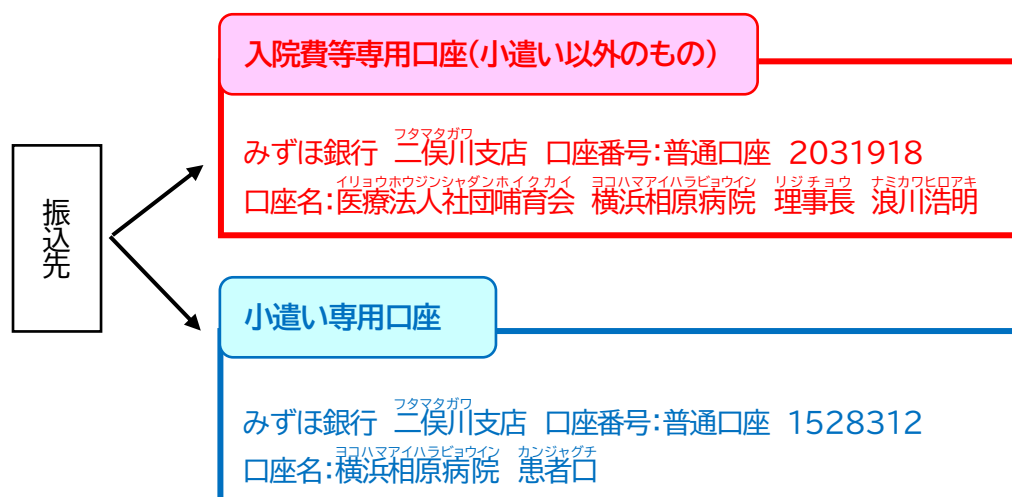 入院費等専用口座(小遣い以外のもの)
フタマタガワ
みずほ銀行 二俣川支店 口座番号:普通口座 2031918
イリョウホウジンシャダンホイクカイ ヨコハマアイハラビョウイン リジチョウ ナミカワヒロアキ
口座名:医療法人社団哺育会 横浜相原病院 理事長 浪川浩明
振込先
小遣い専用口座
フタマタガワ
みずほ銀行 二俣川支店 口座番号:普通口座 1528312
ヨコハマアイハラビョウイン カンジャグチ
口座名:横浜相原病院 患者口